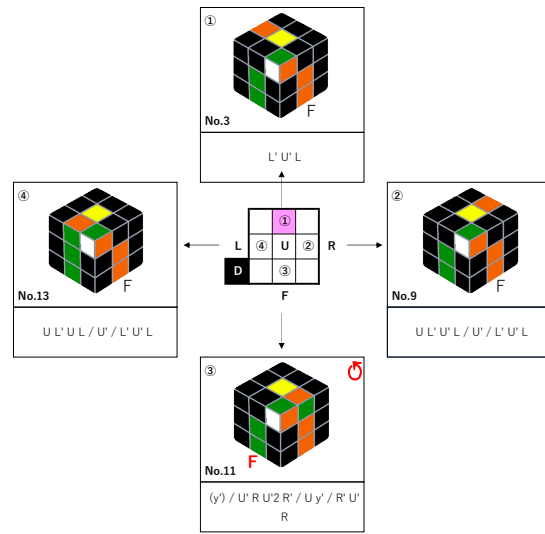 ①
F
No.3
L' U' L
④
F
No.13
U L' U L / U' / L' U' L
①
L ④ U ② R
D ③
F
②
F
No.9
U L' U' L / U' / L' U' L
③
F
No.11
(y') / U' R U'2 R' / U y' / R' U'
R